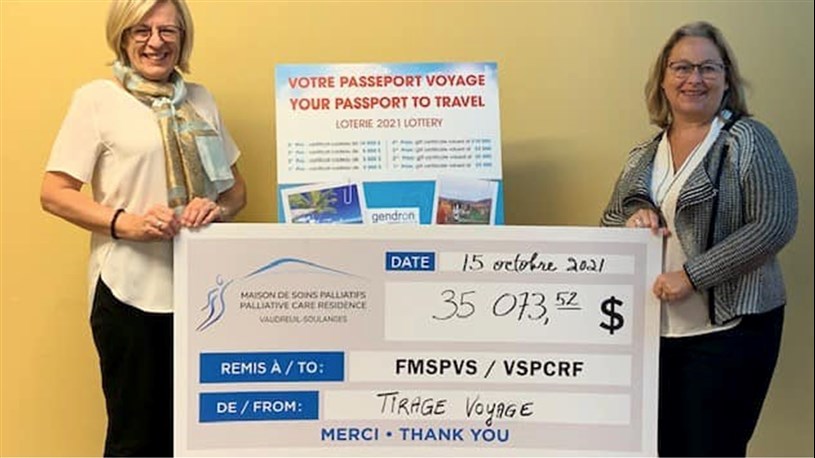 VOTRE PASSEPORT VOYAGE
YOUR PASSPORT TO TRAVEL
LOTERIE 2021 LOTTERY
gendron
MAISON DE SOINS PALLIATIFS
PALLIATIVE CARE RESIDENCE
VAUDREUIL-SOULANGES
DATE 15 octobre 2021
35 073,52 $
REMIS À / TO: FMSPVS / VSPCRF
DE / FROM: TIRAGE VOYAGE
MERCI • THANK YOU